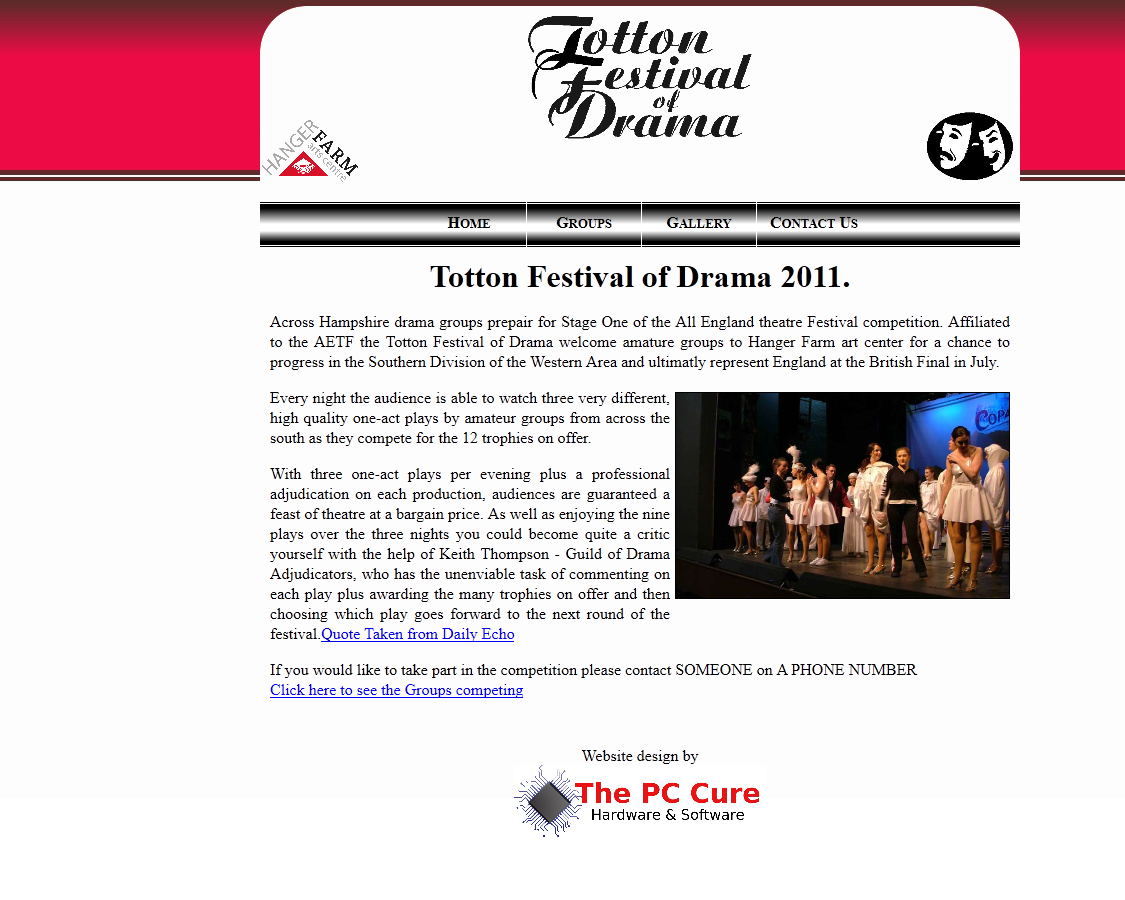 Totton
Festival
of
Drama
HANGER
FARM
arts centre
HOME GROUPS GALLERY CONTACT US
Totton Festival of Drama 2011.
Across Hampshire drama groups prepair for Stage One of the All England theatre Festival competition. Affiliated
to the AETF the Totton Festival of Drama welcome amature groups to Hanger Farm art center for a chance to
progress in the Southern Division of the Western Area and ultimatly represent England at the British Final in July.
Every night the audience is able to watch three very different,
high quality one-act plays by amateur groups from across the
south as they compete for the 12 trophies on offer.
COPA
With three one-act plays per evening plus a professional
adjudication on each production, audiences are guaranteed a
feast of theatre at a bargain price. As well as enjoying the nine
plays over the three nights you could become quite a critic
yourself with the help of Keith Thompson - Guild of Drama
Adjudicators, who has the unenviable task of commenting on
each play plus awarding the many trophies on offer and then
choosing which play goes forward to the next round of the
festival.Quote Taken from Daily Echo
If you would like to take part in the competition please contact SOMEONE on A PHONE NUMBER
Click here to see the Groups competing
Website design by
The PC Cure
Hardware & Software